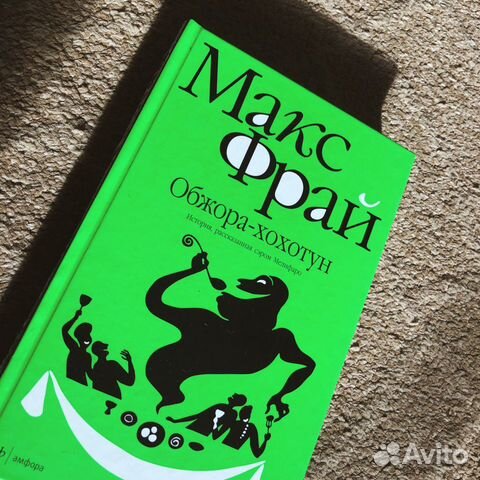 Макс
Фрай
Обжора-хохотун
История, рассказанная сэром Мелифаро
амфора
Avito